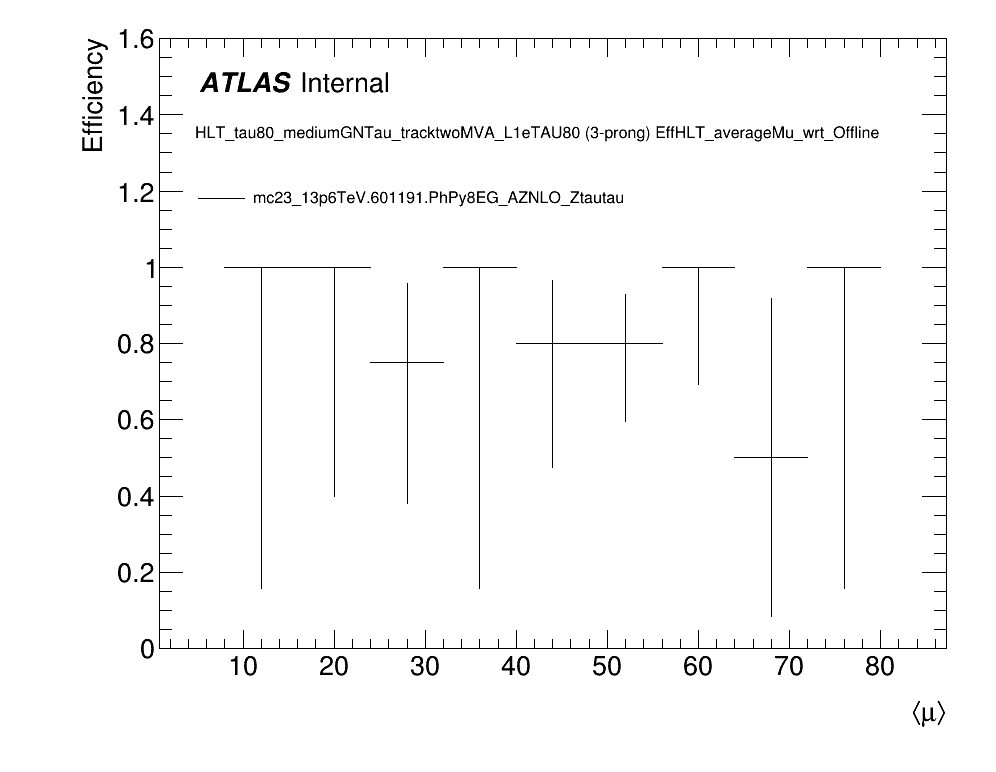 Efficiency
1.6
1.4
1.2
1
0.8
0.6
0.4
0.2
0
ATLAS Internal
HLT_tau80_mediumGNTau_tracktwoMVA_L1eTAU80 (3-prong) EffHLT_averageMu_wrt_Offline
mc23_13p6TeV.601191.PhPy8EG_AZNLO_Ztautau
10 20 30 40 50 60 70 80
⟨μ⟩